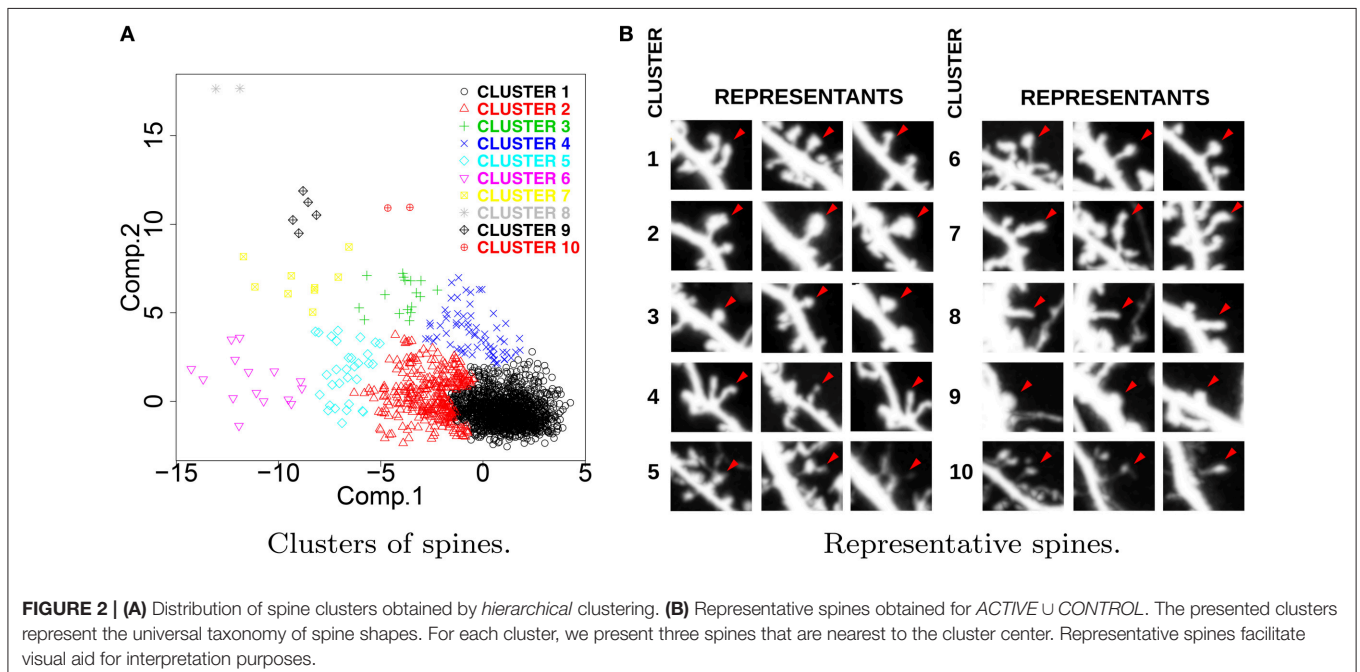 A
15
10
5
0
Comp.2
−15
−10
−5
0
5
Comp.1
CLUSTER 1
CLUSTER 2
CLUSTER 3
CLUSTER 4
CLUSTER 5
CLUSTER 6
CLUSTER 7
CLUSTER 8
CLUSTER 9
CLUSTER 10
Clusters of spines.
B
CLUSTER
REPRESENTANTS
1
2
3
4
5
CLUSTER
REPRESENTANTS
6
7
8
9
10
Representative spines.
FIGURE 2 | (A) Distribution of spine clusters obtained by hierarchical clustering. (B) Representative spines obtained for ACTIVE ∪ CONTROL. The presented clusters
represent the universal taxonomy of spine shapes. For each cluster, we present three spines that are nearest to the cluster center. Representative spines facilitate
visual aid for interpretation purposes.